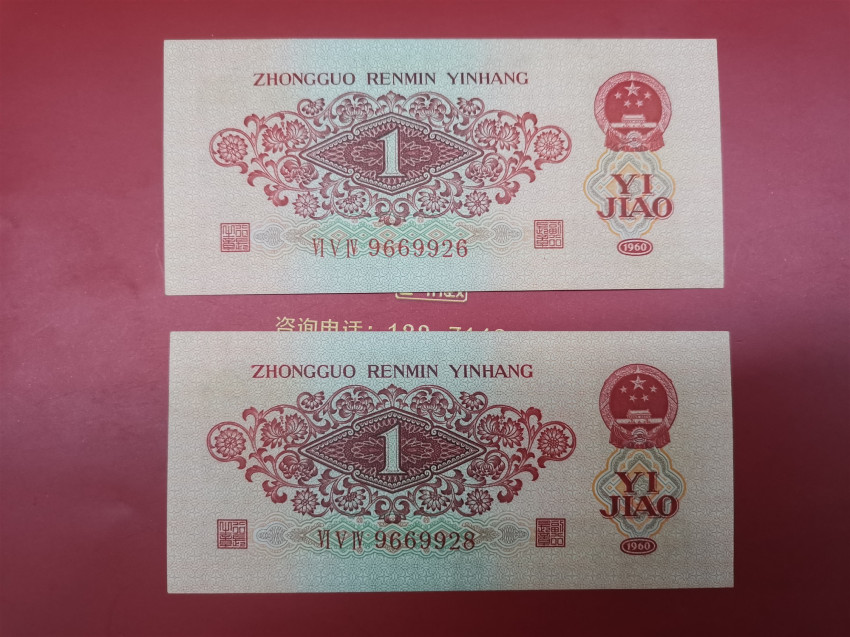 ZHONGGUO RENMIN YINHANG
1
YI
JIAO
ⅥⅤⅣ 9669926
1960
咨询电话：188
ZHONGGUO RENMIN YINHANG
1
YI
JIAO
ⅥⅤⅣ 9669928
1960